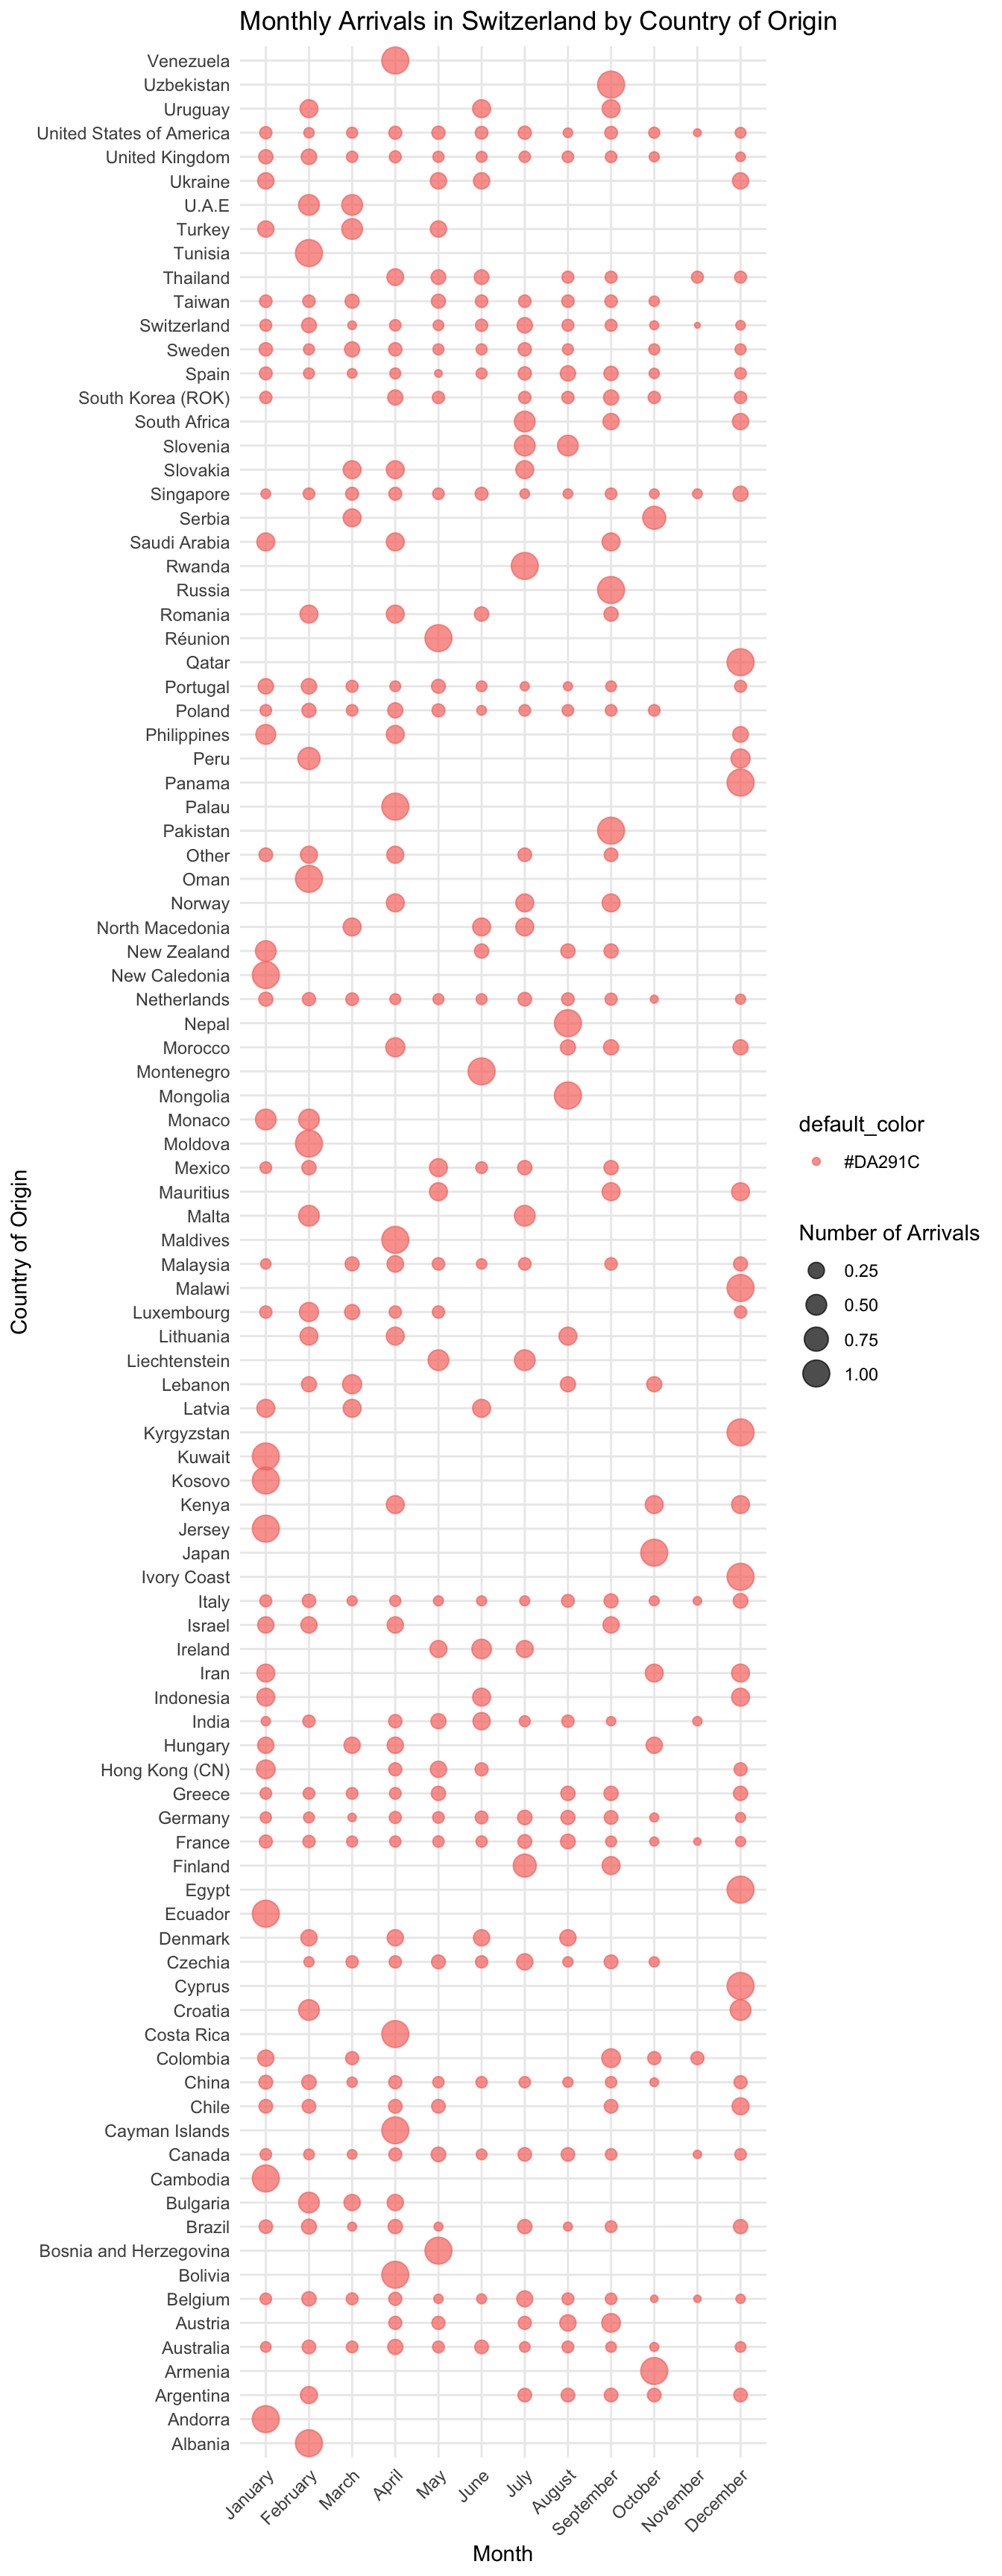 Monthly Arrivals in Switzerland by Country of Origin
Venezuela
Uzbekistan
Uruguay
United States of America
United Kingdom
Ukraine
U.A.E
Turkey
Tunisia
Thailand
Taiwan
Switzerland
Sweden
Spain
South Korea (ROK)
South Africa
Slovenia
Slovakia
Singapore
Serbia
Saudi Arabia
Rwanda
Russia
Romania
Réunion
Qatar
Portugal
Poland
Philippines
Peru
Panama
Palau
Pakistan
Other
Oman
Norway
North Macedonia
New Zealand
New Caledonia
Netherlands
Nepal
Morocco
Montenegro
Mongolia
Monaco
Moldova
Mexico
Mauritius
Malta
Maldives
Malaysia
Malawi
Luxembourg
Lithuania
Liechtenstein
Lebanon
Latvia
Kyrgyzstan
Kuwait
Kosovo
Kenya
Jersey
Japan
Ivory Coast
Italy
Israel
Ireland
Iran
Indonesia
India
Hungary
Hong Kong (CN)
Greece
Germany
France
Finland
Egypt
Ecuador
Denmark
Czechia
Cyprus
Croatia
Costa Rica
Colombia
China
Chile
Cayman Islands
Canada
Cambodia
Bulgaria
Brazil
Bosnia and Herzegovina
Bolivia
Belgium
Austria
Australia
Armenia
Argentina
Andorra
Albania
Country of Origin
January
February
March
April
May
June
July
August
September
October
November
December
Month
default_color
#DA291C
Number of Arrivals
0.25
0.50
0.75
1.00